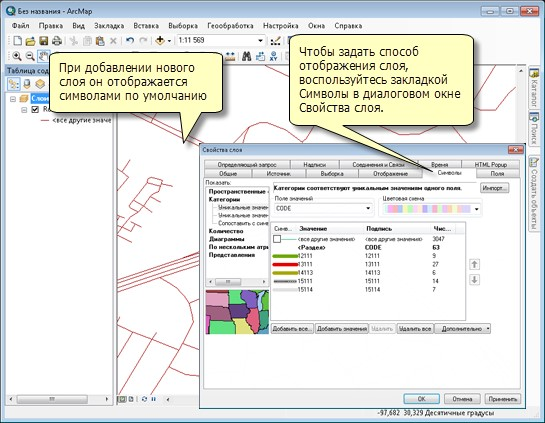 Без названия - ArcMap
Файл Правка Вид Закладки Вставка Выборка Геообработка Настройка Окна Справка
1:11 569
При добавлении нового
слоя он отображается
символами по умолчанию
Чтобы задать способ
отображения слоя,
воспользуйтесь закладкой
Символы в диалоговом окне
Свойства слоя.
Таблица сод
Слои
<все другие значе
Каталог
Поиск
Создать объекты
Свойства слоя
Определяющий запрос Надписи Соединения и Связи Время HTML Popup
Общие Источник Выборка Отображение Символы Поля
Показать:
Пространственные
Категории
Уникальные значе
Уникальные значе
Сопоставить с сим
Количество
Диаграммы
По нескольким атри
Представления
Категории соответствуют уникальным значениям одного поля.
Импорт...
Поле значений
Цветовая схема
CODE
Симв... Значение Подпись Чис...
<все другие значения> <все другие значения> 3047
<Раздел> CODE 63
12111 12111 9
13111 13111 27
14113 14113 6
15111 15111 14
15114 15114 7
Добавить все... Добавить значения Удалить Удалить все Дополнительно
ОК Отмена Применить
-97,682 30,329 Десятичные градусы